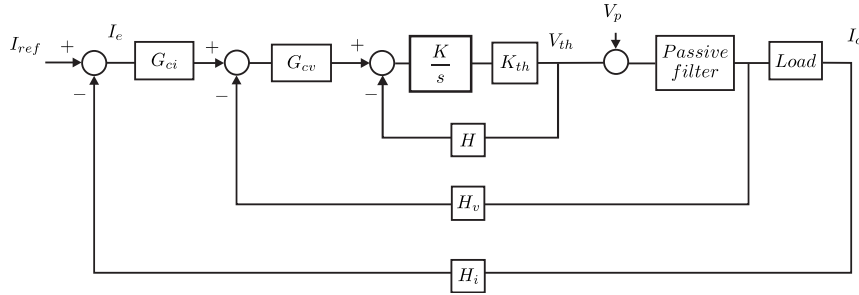 I_ref
+
−
I_e
G_ci
+
−
G_cv
+
−
K
s
K_th
V_th
V_p
Passive
filter
Load
I_o
H
H_v
H_i